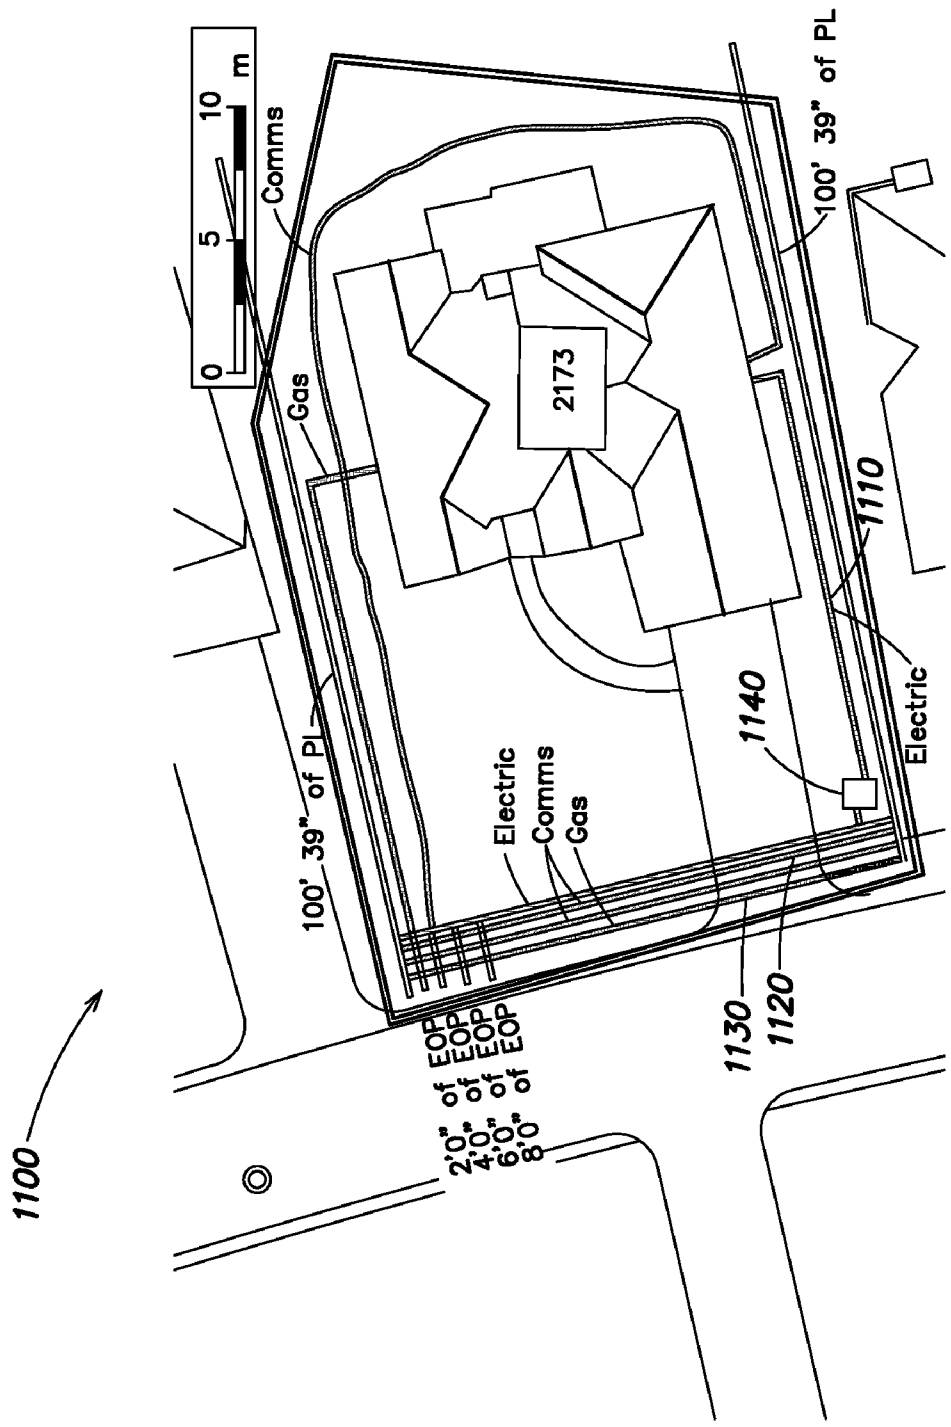 1100
0 5 10
m
Comms
Gas
100' 39" of PL
100' 39" of PL
2173
1110
Electric
1140
Electric
Comms
Gas
1130
1120
2'0" of EOP
4'0" of EOP
6'0" of EOP
8'0" of EOP